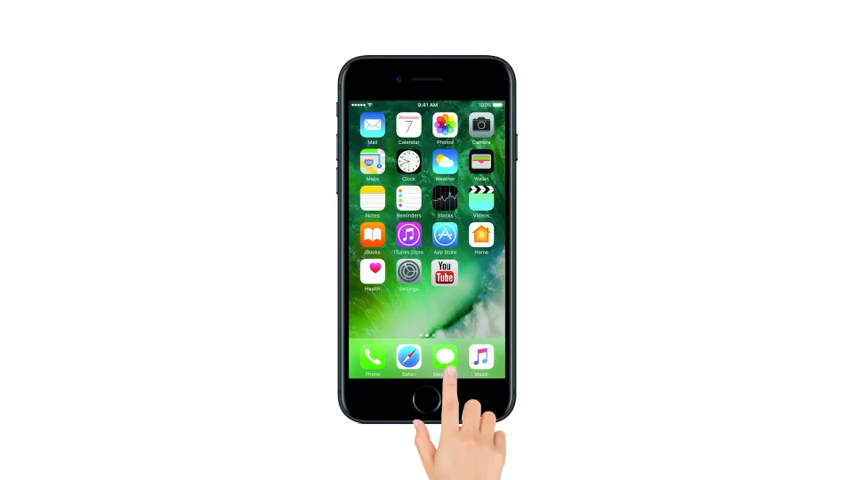 9:41 AM 100%
Wednesday
7
Mail Calendar Photos Camera
Maps Clock Weather Wallet
Notes Reminders Stocks Videos
iBooks iTunes Store App Store Home
You
Tube
Health Settings
Phone Safari Music